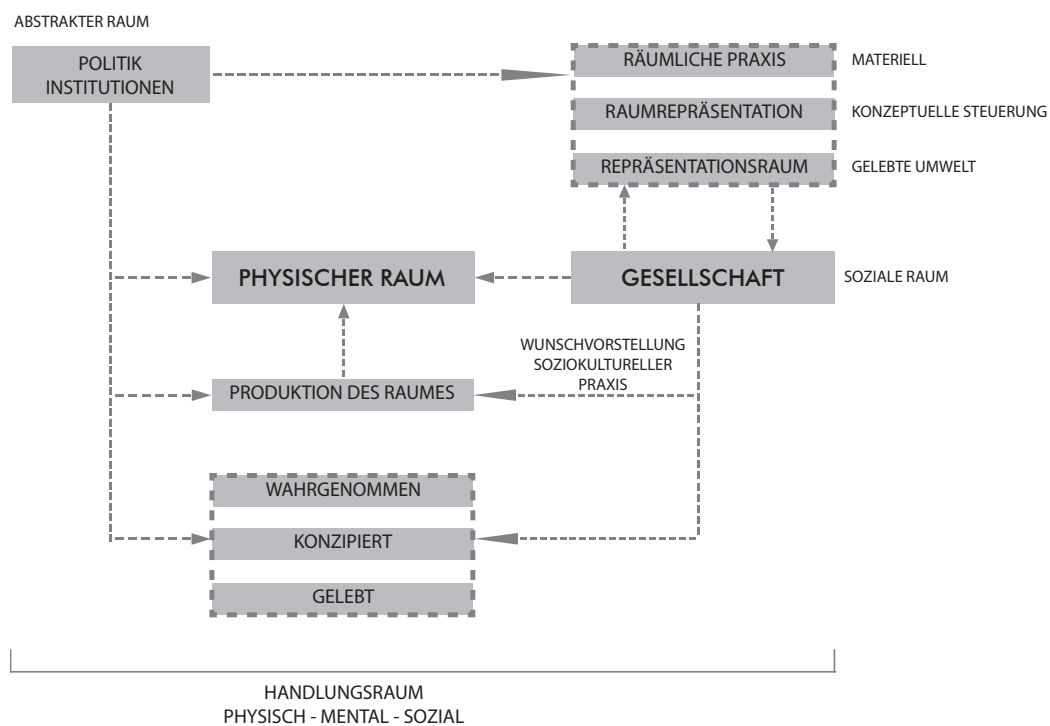 ABSTRAKTER RAUM
POLITIK
INSTITUTIONEN
RÄUMLICHE PRAXIS
MATERIELL
RAUMREPRÄSENTATION
KONZEPTUELLE STEUERUNG
REPRÄSENTATIONSRAUM
GELEBTE UMWELT
PHYSISCHER RAUM
GESELLSCHAFT
SOZIALE RAUM
WUNSCHVORSTELLUNG
SOZIOKULTURELLER
PRAXIS
PRODUKTION DES RAUMES
WAHRGENOMMEN
KONZIPIERT
GELEBT
HANDLUNGSRAUM
PHYSISCH - MENTAL - SOZIAL